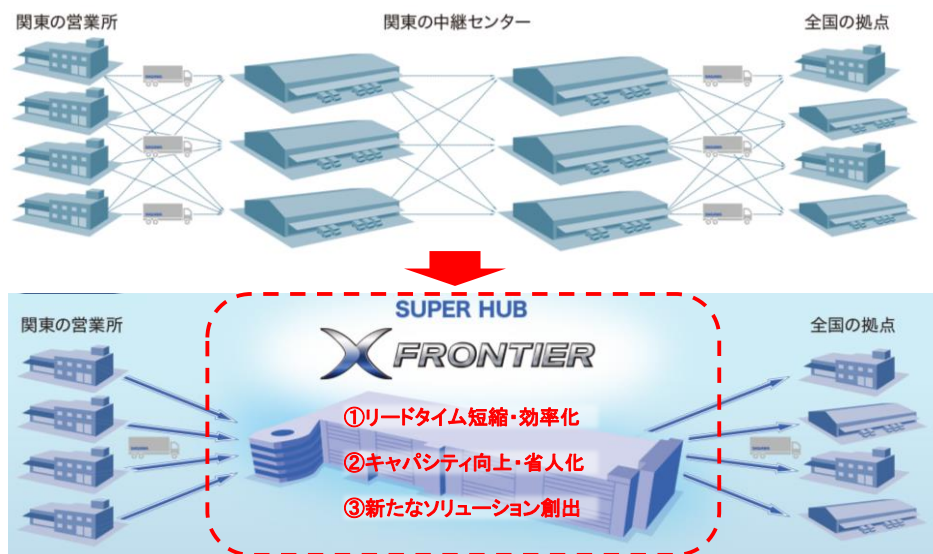 関東の営業所
関東の中継センター
全国の拠点
SUPER HUB
関東の営業所
全国の拠点
X FRONTIER
①リードタイム短縮・効率化
②キャパシティ向上・省人化
③新たなソリューション創出